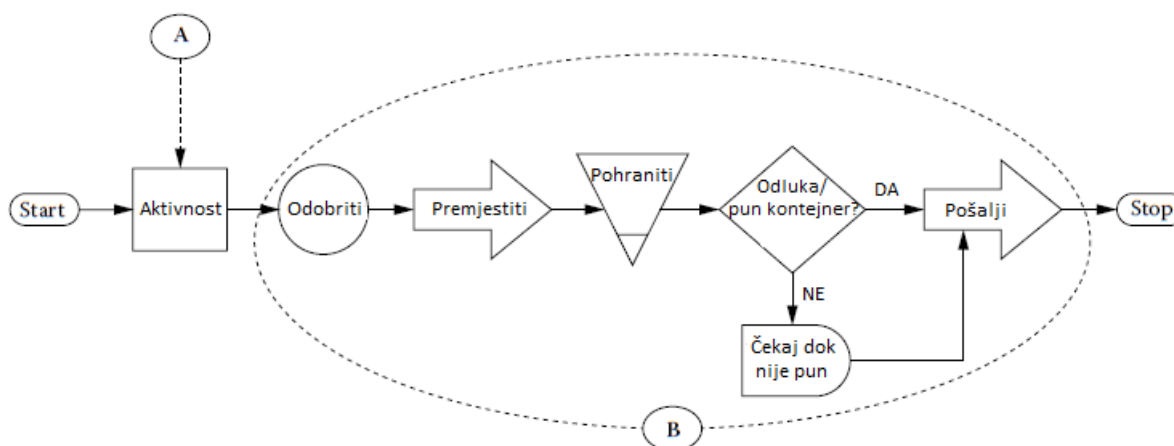 A
Start
Aktivnost
Odobriti
Premjestiti
Pohraniti
Odluka/
pun kontejner?
DA
Pošalji
Stop
NE
Čekaj dok
nije pun
B